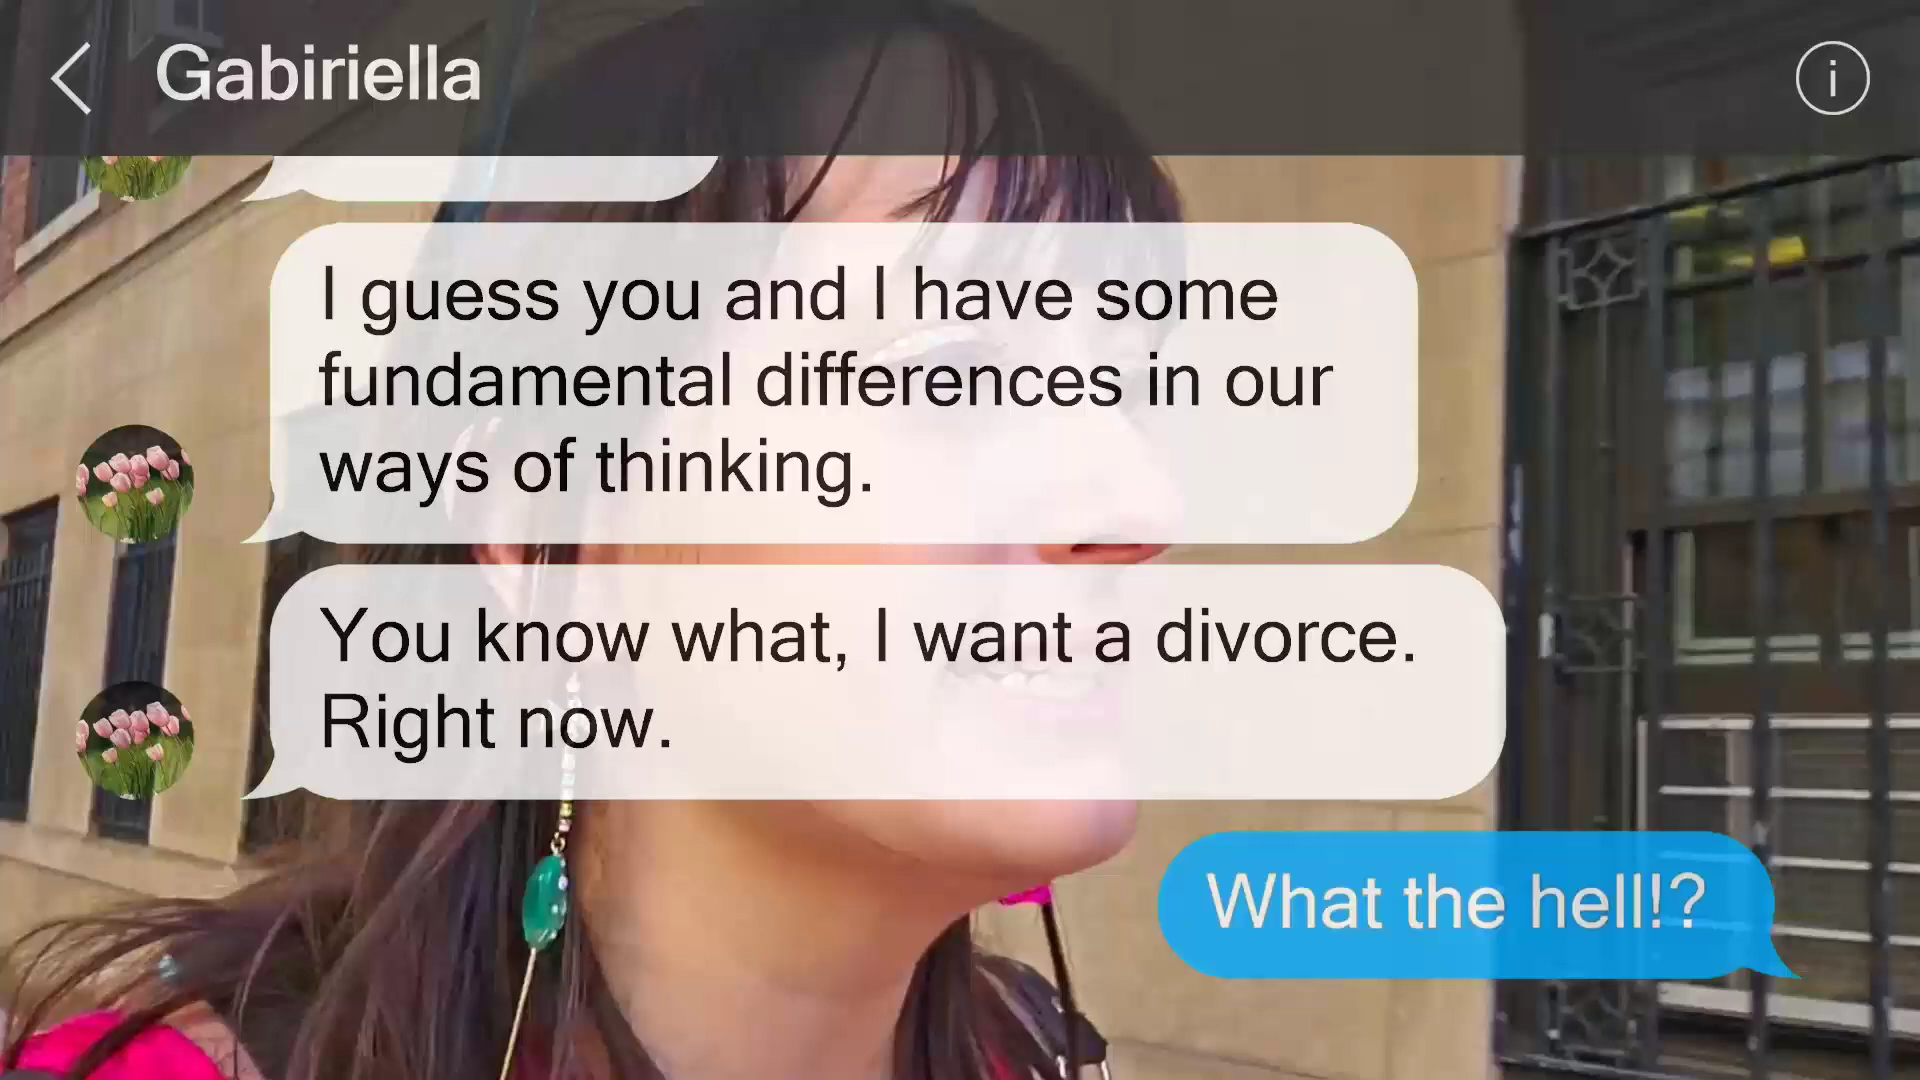 Gabiriella
I guess you and I have some
fundamental differences in our
ways of thinking.
You know what, I want a divorce.
Right now.
What the hell!?